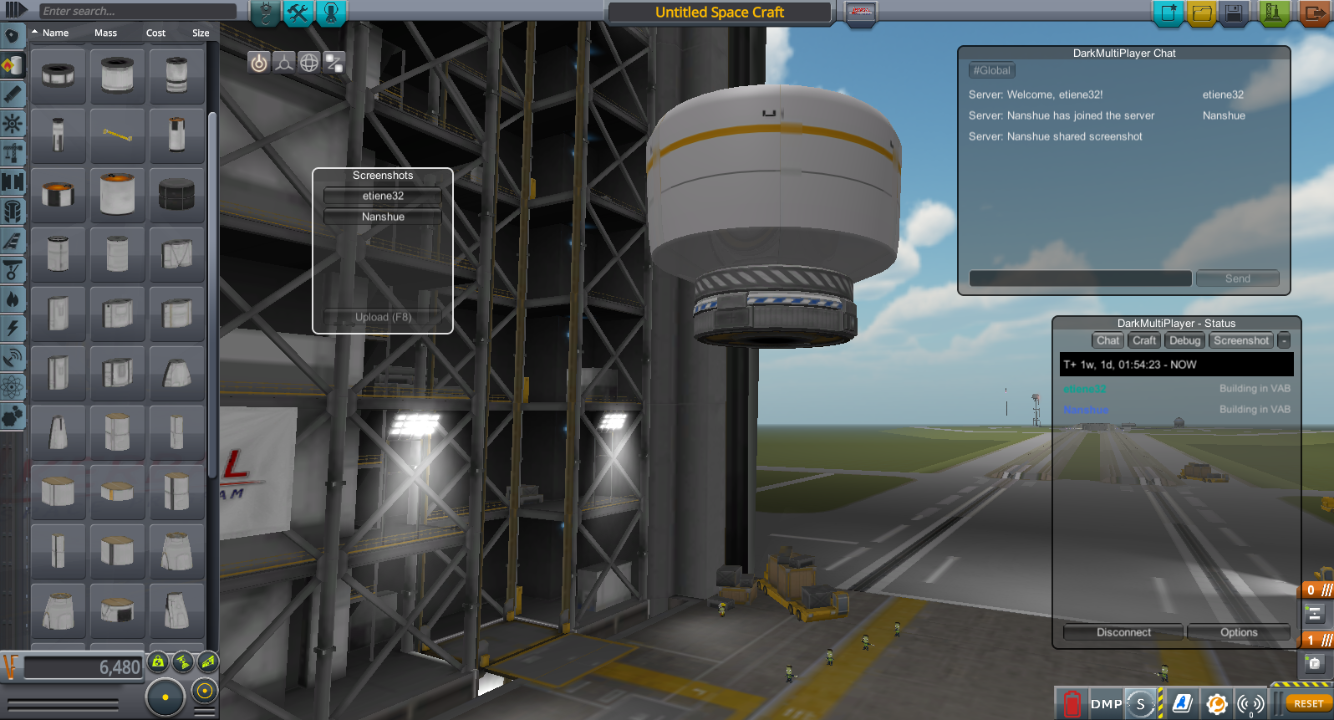 Enter search...
Untitled Space Craft
Name Mass Cost Size
DarkMultiPlayer Chat
#Global
Server: Welcome, etiene32! etiene32
Server: Nanshue has joined the server Nanshue
Server: Nanshue shared screenshot
Send
Screenshots
etiene32
Nanshue
Upload (F8)
DarkMultiPlayer - Status
Chat Craft Debug Screenshot -
T+ 1w, 1d, 01:54:23 - NOW
etiene32 Building in VAB
Nanshue Building in VAB
Disconnect Options
0
1
6,480
DMP S 0 RESET